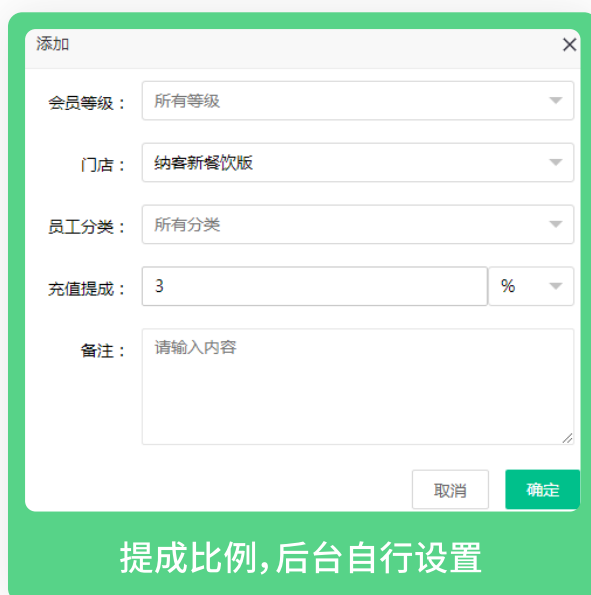 添加
会员等级： 所有等级
门店： 纳客新餐饮版
员工分类： 所有分类
充值提成： 3 %
备注： 请输入内容
取消 确定
提成比例,后台自行设置